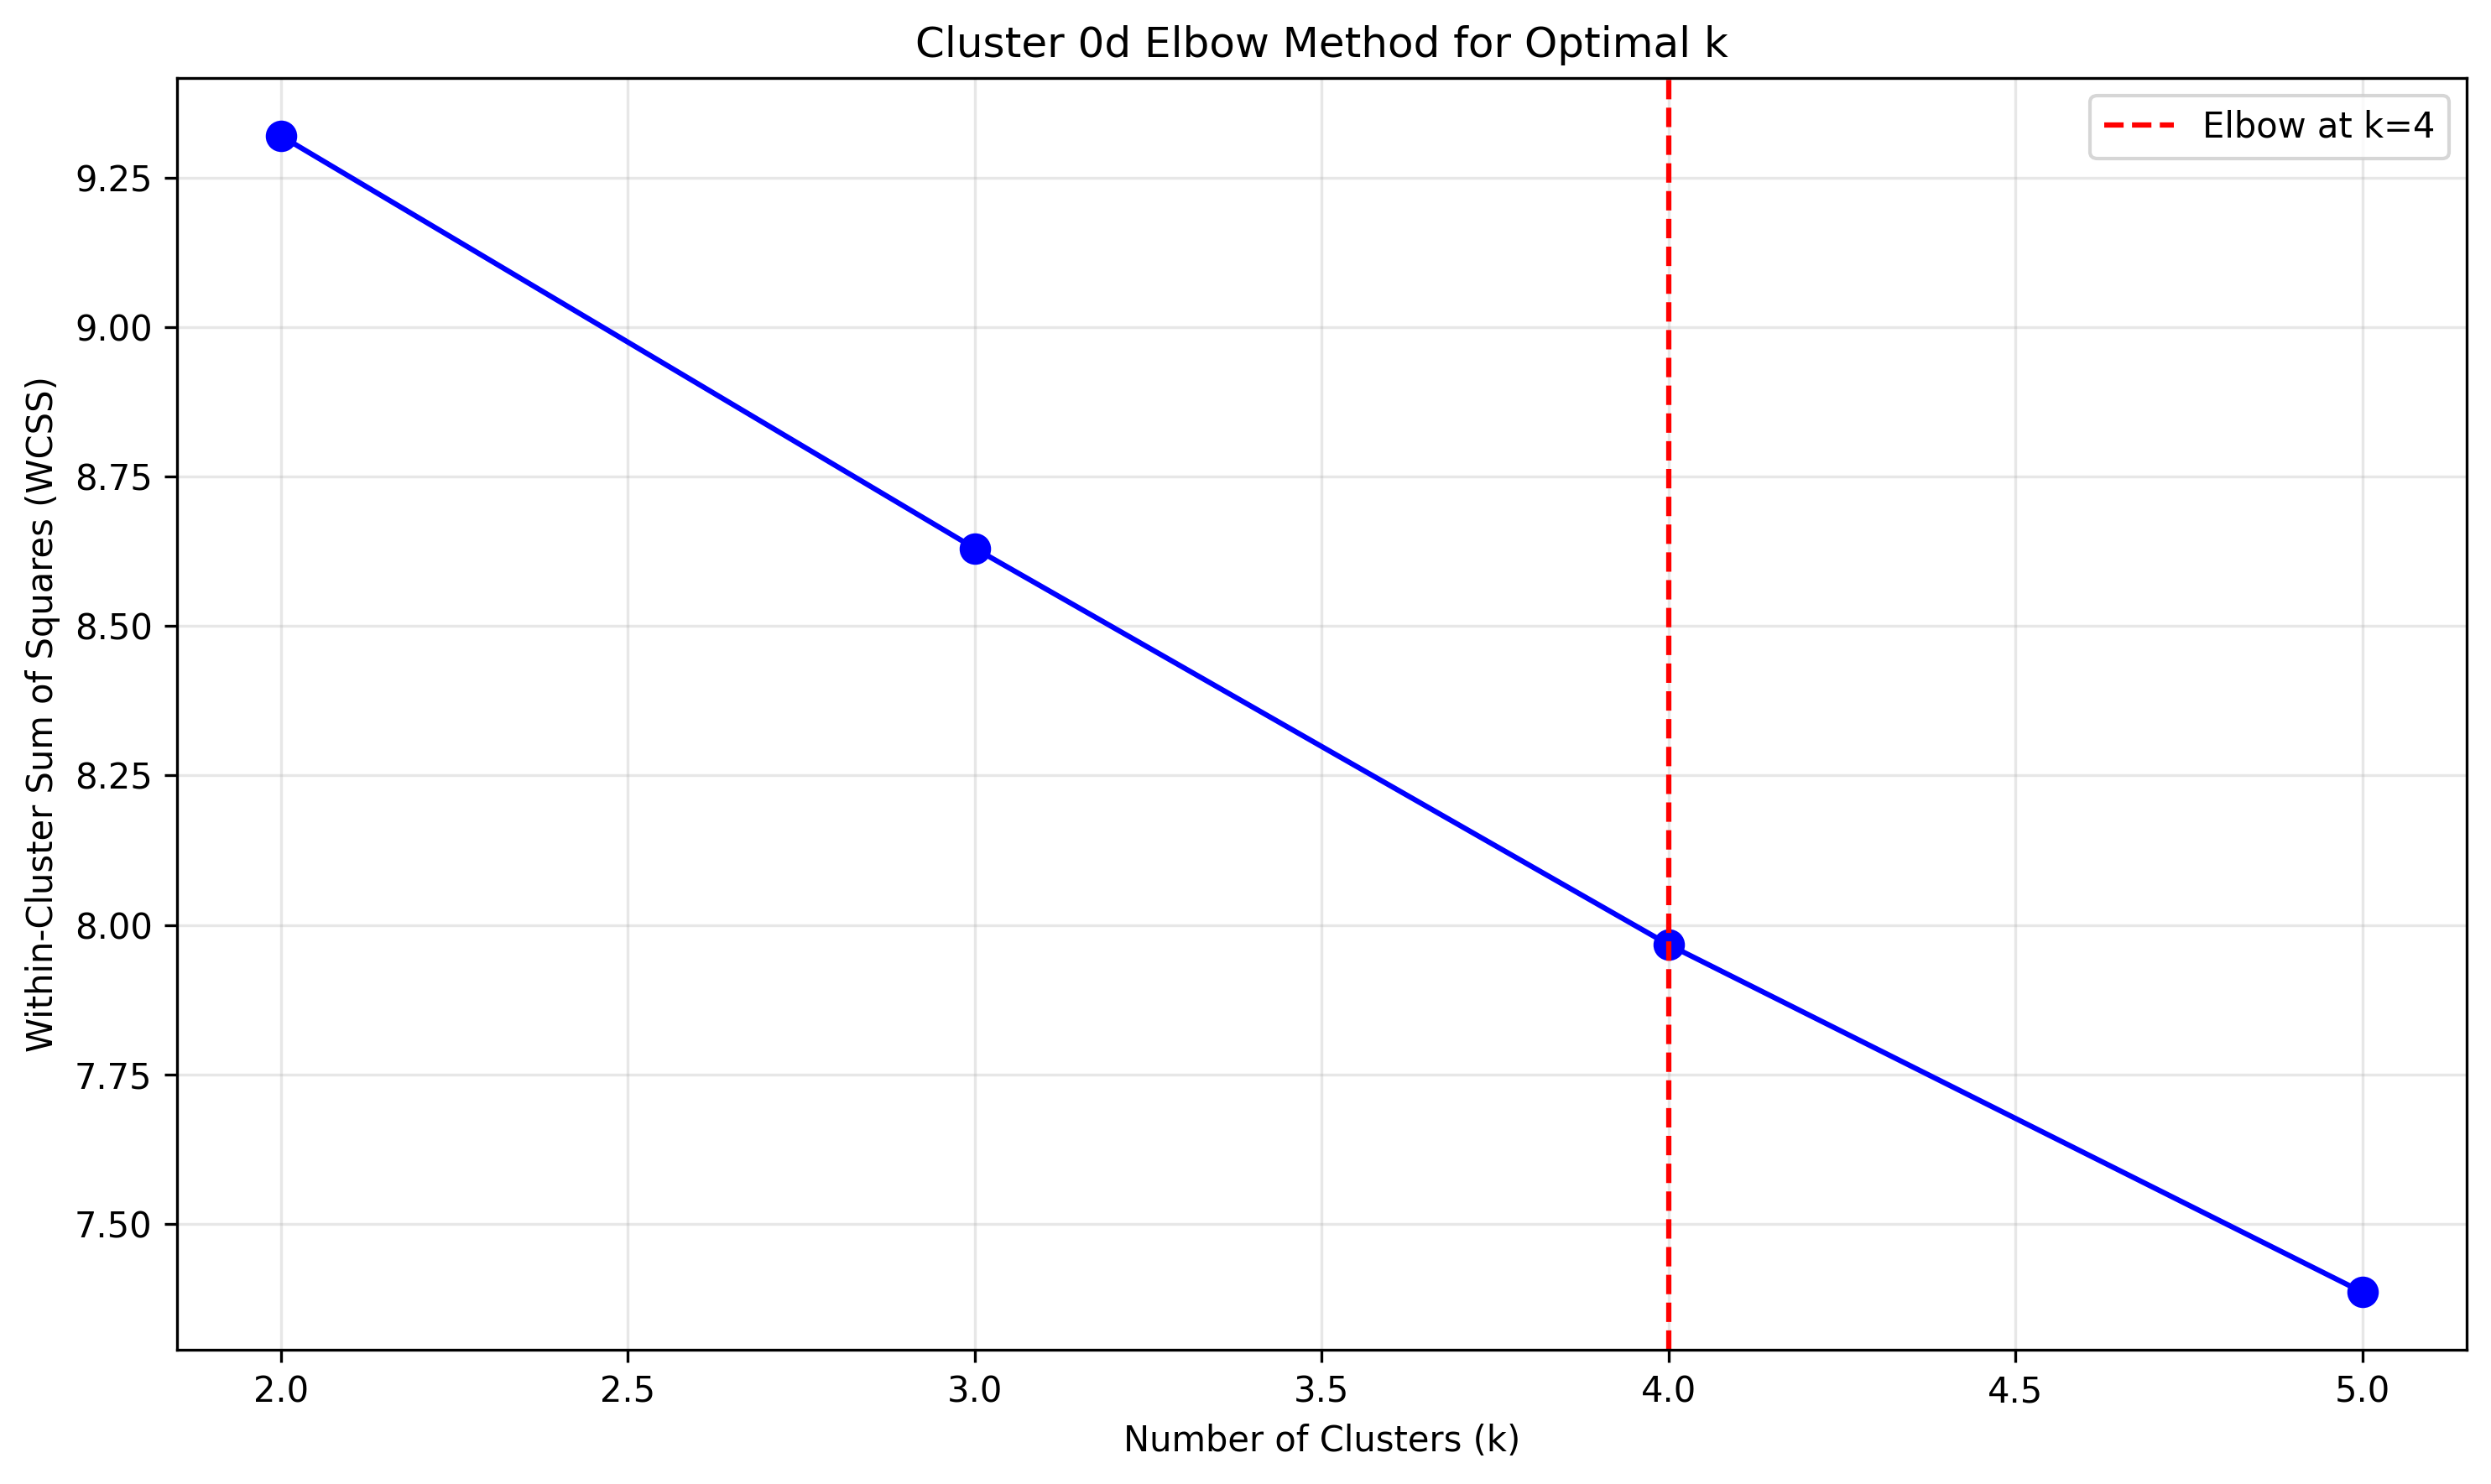 Cluster 0d Elbow Method for Optimal k
Elbow at k=4
Within-Cluster Sum of Squares (WCSS)
9.25
9.00
8.75
8.50
8.25
8.00
7.75
7.50
2.0 2.5 3.0 3.5 4.0 4.5 5.0
Number of Clusters (k)